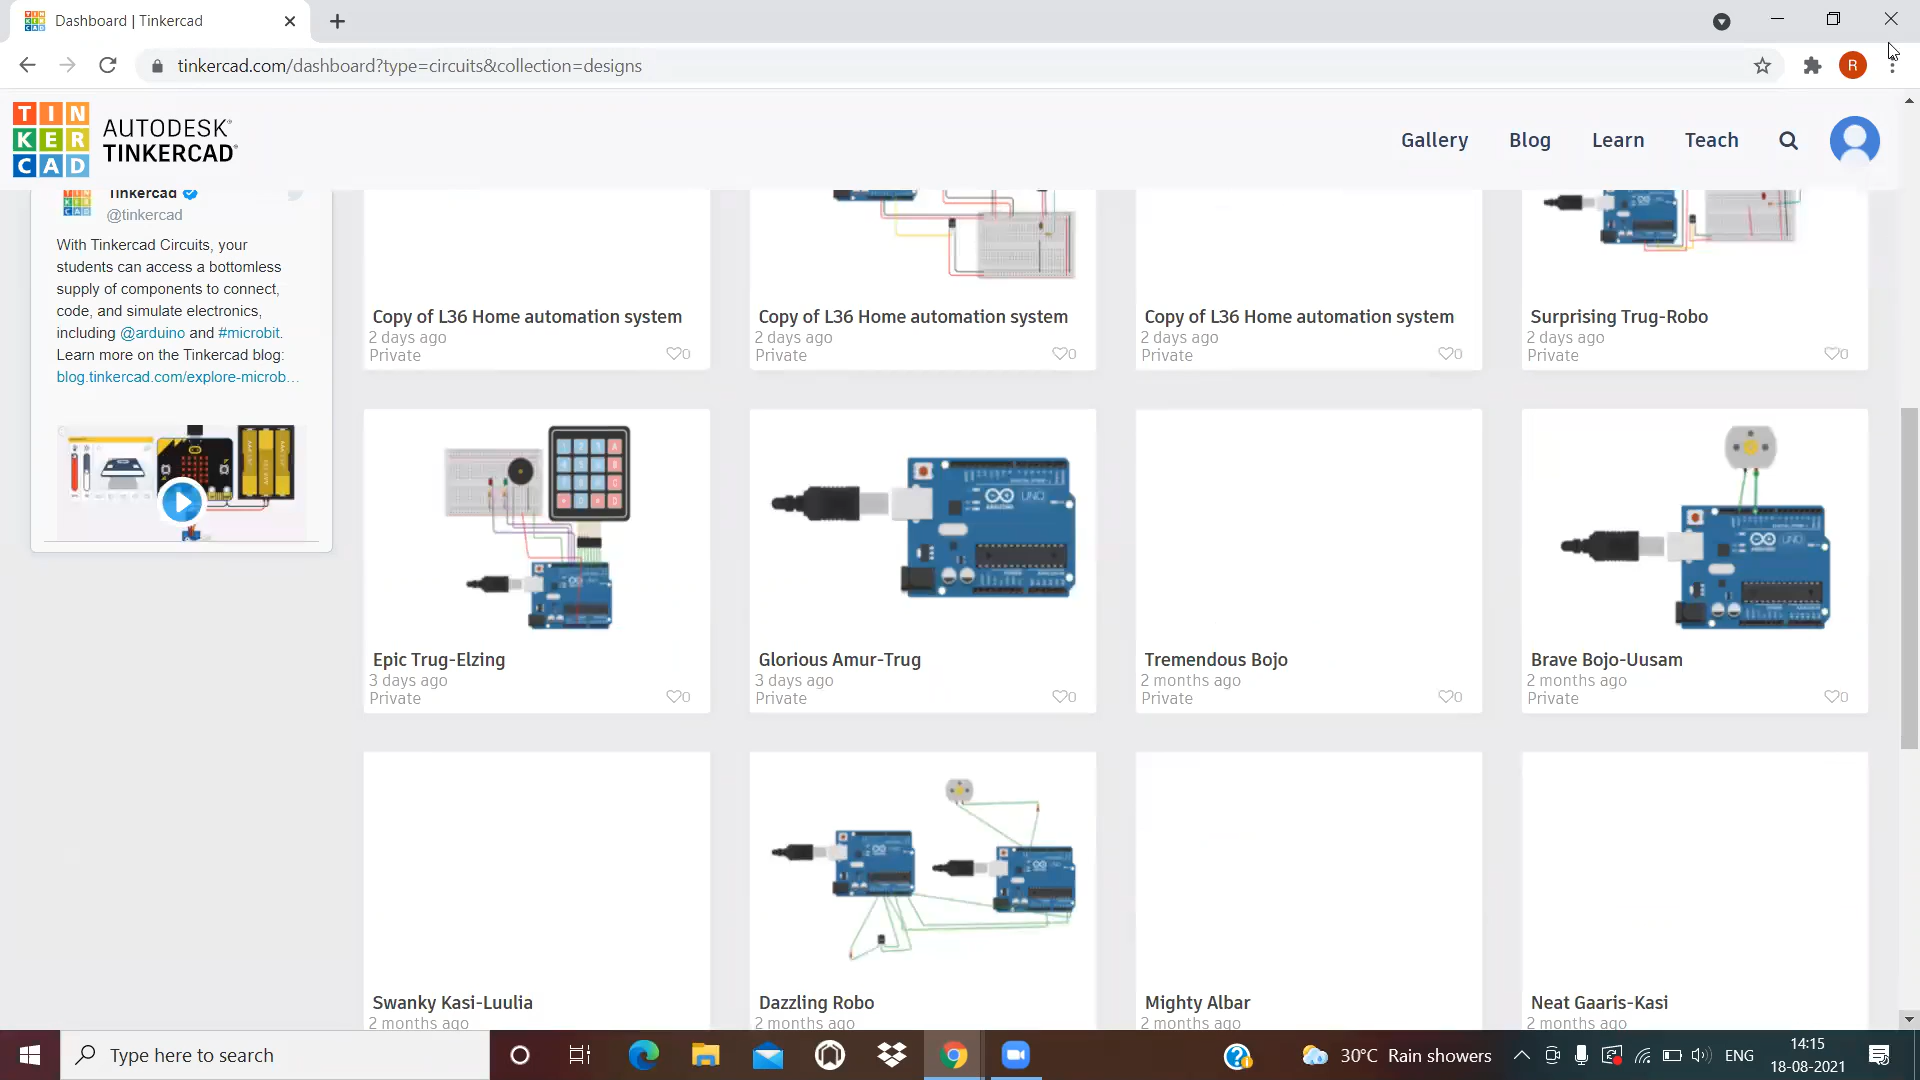 Dashboard | Tinkercad
tinkercad.com/dashboard?type=circuits&collection=designs
R
TIN
KER
CAD
AUTODESK
TINKERCAD
Gallery
Blog
Learn
Teach
Tinkercad
@tinkercad
With Tinkercad Circuits, your
students can access a bottomless
supply of components to connect,
code, and simulate electronics,
including @arduino and #microbit.
Learn more on the Tinkercad blog:
blog.tinkercad.com/explore-microb…
Copy of L36 Home automation system
2 days ago
Private
0
Copy of L36 Home automation system
2 days ago
Private
0
Copy of L36 Home automation system
2 days ago
Private
0
Surprising Trug-Robo
2 days ago
Private
0
Epic Trug-Elzing
3 days ago
Private
0
UNO
Glorious Amur-Trug
3 days ago
Private
0
Tremendous Bojo
2 months ago
Private
0
UNO
Brave Bojo-Uusam
2 months ago
Private
0
Swanky Kasi-Luulia
2 months ago
Dazzling Robo
2 months ago
Mighty Albar
2 months ago
Neat Gaaris-Kasi
2 months ago
Type here to search
30°C Rain showers
ENG
14:15
18-08-2021